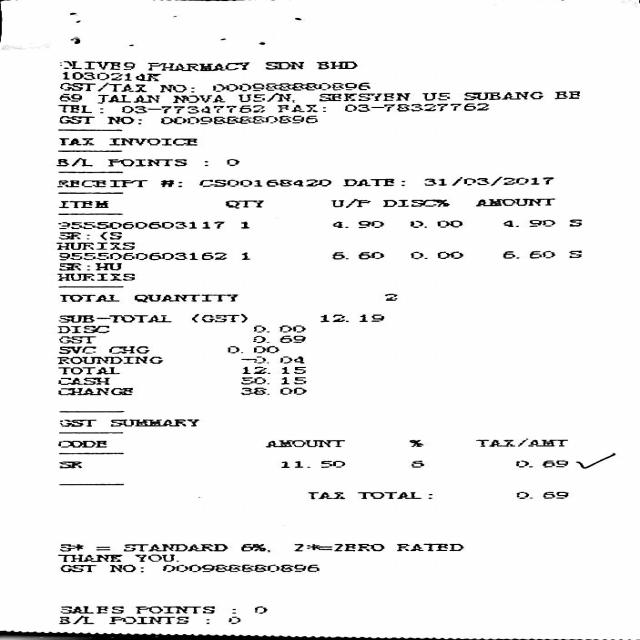 OLIVE9 PHARMACY SDN BHD
1030214K
GST/TAX NO: 000988880896
69 JALAN NOVA U5/N, SEKSYEN U5 SUBANG BE
TEL: 03-77347762 FAX: 03-78327762
GST NO: 000988880896
TAX INVOICE
B/L POINTS : 0
RECEIPT #: CS00168420 DATE: 31/03/2017
ITEM QTY U/P DISC% AMOUNT
9555060603117 1 4.90 0.00 4.90 S
SR:(S
HURIXS
9555060603162 1 6.60 0.00 6.60 S
SR:HU
HURIXS
TOTAL QUANTITY 2
SUB-TOTAL (GST) 12.19
DISC 0.00
GST 0.69
SVC CHG 0.00
ROUNDING -0.04
TOTAL 12.15
CASH 50.15
CHANGE 38.00
GST SUMMARY
CODE AMOUNT % TAX/AMT
SR 11.50 6 0.69
TAX TOTAL: 0.69
S* = STANDARD 6%, Z*=ZERO RATED
THANK YOU.
GST NO: 000988880896
SALES POINTS : 0
B/L POINTS : 0